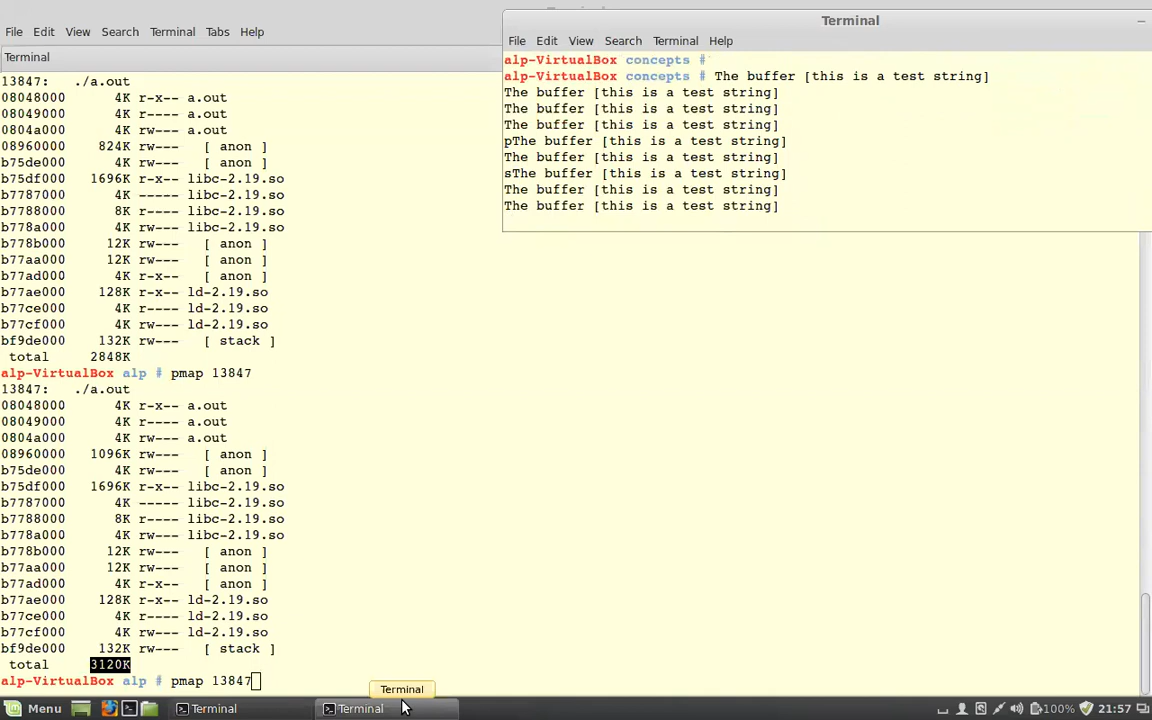 File Edit View Search Terminal Tabs Help
Terminal
13847:   ./a.out
08048000      4K r-x-- a.out
08049000      4K r---- a.out
0804a000      4K rw--- a.out
08960000    824K rw---   [ anon ]
b75de000      4K rw---   [ anon ]
b75df000   1696K r-x-- libc-2.19.so
b7787000      4K ----- libc-2.19.so
b7788000      8K r---- libc-2.19.so
b778a000      4K rw--- libc-2.19.so
b778b000     12K rw---   [ anon ]
b77aa000     12K rw---   [ anon ]
b77ad000      4K r-x--   [ anon ]
b77ae000    128K r-x-- ld-2.19.so
b77ce000      4K r---- ld-2.19.so
b77cf000      4K rw--- ld-2.19.so
bf9de000    132K rw---   [ stack ]
total     2848K
alp-VirtualBox alp # pmap 13847
13847:   ./a.out
08048000      4K r-x-- a.out
08049000      4K r---- a.out
0804a000      4K rw--- a.out
08960000   1096K rw---   [ anon ]
b75de000      4K rw---   [ anon ]
b75df000   1696K r-x-- libc-2.19.so
b7787000      4K ----- libc-2.19.so
b7788000      8K r---- libc-2.19.so
b778a000      4K rw--- libc-2.19.so
b778b000     12K rw---   [ anon ]
b77aa000     12K rw---   [ anon ]
b77ad000      4K r-x--   [ anon ]
b77ae000    128K r-x-- ld-2.19.so
b77ce000      4K r---- ld-2.19.so
b77cf000      4K rw--- ld-2.19.so
bf9de000    132K rw---   [ stack ]
total     3120K
alp-VirtualBox alp # pmap 13847
Terminal
File Edit View Search Terminal Help
alp-VirtualBox concepts #
alp-VirtualBox concepts # The buffer [this is a test string]
The buffer [this is a test string]
The buffer [this is a test string]
The buffer [this is a test string]
pThe buffer [this is a test string]
The buffer [this is a test string]
sThe buffer [this is a test string]
The buffer [this is a test string]
The buffer [this is a test string]
Terminal
Menu Terminal Terminal 100% 21:57